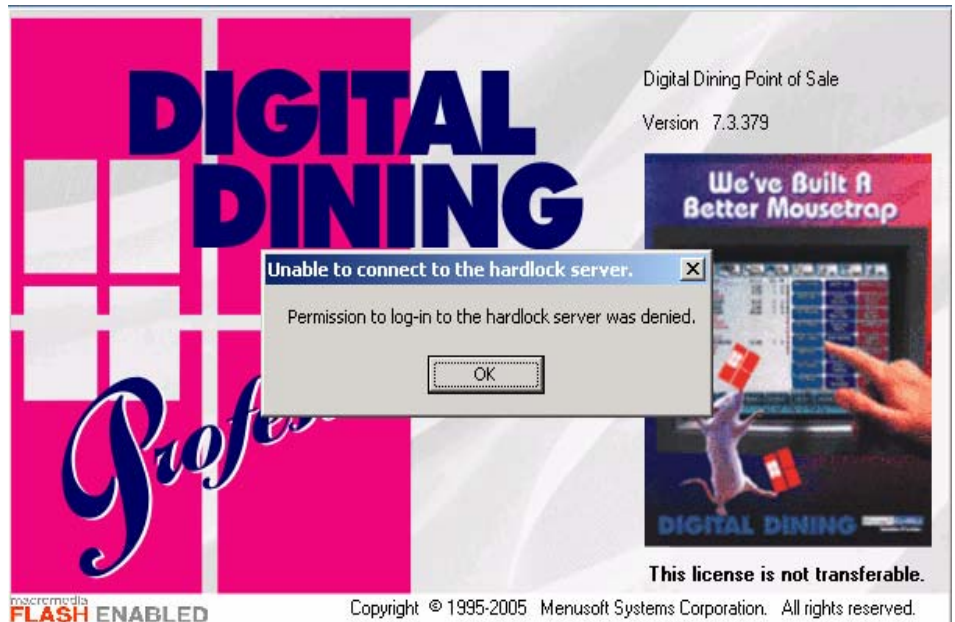 DIGITAL
DINING
Profes
Digital Dining Point of Sale
Version 7.3.379
We've Built A
Better Mousetrap
Unable to connect to the hardlock server.
Permission to log-in to the hardlock server was denied.
OK
DIGITAL DINING
This license is not transferable.
macromedia
FLASH ENABLED
Copyright © 1995-2005 Menusoft Systems Corporation. All rights reserved.